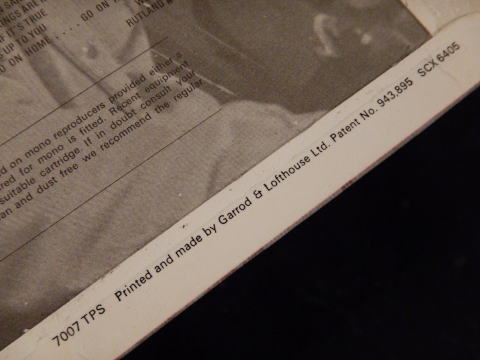 INGS ARE
IT'S TRUE
UP TO YOU
ON HOME.... GO ON
RUTLAND
d on mono reproducers provided either a
red for mono is fitted. Recent equipment
suitable cartridge. If in doubt consult Your
an and dust free we recommend the regular
7007 TPS Printed and made by Garrod & Lofthouse Ltd. Patent No. 943,895 SCX 6405